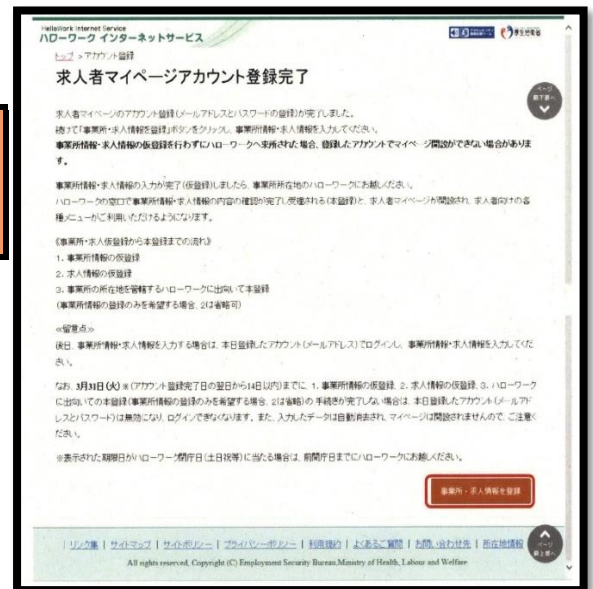 HelloWork Internet Service
ハローワーク インターネットサービス
厚生労働省
トップ > アカウント登録
求人者マイページアカウント登録完了
ページ
最下部へ
求人者マイページのアカウント登録(メールアドレスとパスワードの登録)が完了しました。
続けて「事業所・求人情報を登録」ボタンをクリックし、事業所情報・求人情報を入力してください。
事業所情報・求人情報の仮登録を行わずにハローワークへ来所された場合、登録したアカウントでマイページ開設ができない場合がありま
す。
事業所情報・求人情報の入力が完了(仮登録)しましたら、事業所所在地のハローワークにお越しください。
ハローワークの窓口で事業所情報・求人情報の内容の確認が完了し受理される(本登録)と、求人者マイページが開設され、求人者向けの各
種メニューがご利用いただけるようになります。
≪事業所・求人仮登録から本登録までの流れ≫
1. 事業所情報の仮登録
2. 求人情報の仮登録
3. 事業所の所在地を管轄するハローワークに出向いて本登録
(事業所情報の登録のみを希望する場合、2は省略可)
≪留意点≫
後日、事業所情報・求人情報を入力する場合は、本日登録したアカウント(メールアドレス)でログインし、事業所情報・求人情報を入力してくだ
さい。
なお、3月31日(火)※(アカウント登録完了日の翌日から14日以内)までに、1. 事業所情報の仮登録、2. 求人情報の仮登録、3. ハローワーク
に出向いての本登録(事業所情報の登録のみを希望する場合、2は省略)の手続きが完了しない場合は、本日登録したアカウント(メールアド
レスとパスワード)は無効になり、ログインできなくなります。また、入力したデータは自動消去され、マイページは開設されませんので、ご注意く
ださい。
※表示された期限日がハローワーク閉庁日(土日祝等)に当たる場合は、前開庁日までにハローワークにお越しください。
事業所・求人情報を登録
| リンク集 | サイトマップ | サイトポリシー | プライバシーポリシー | 利用規約 | よくあるご質問 | お問い合わせ先 | 所在地情報
ページ
最上部へ
All rights reserved, Copyright (C) Employment Security Bureau,Ministry of Health, Labour and Welfare